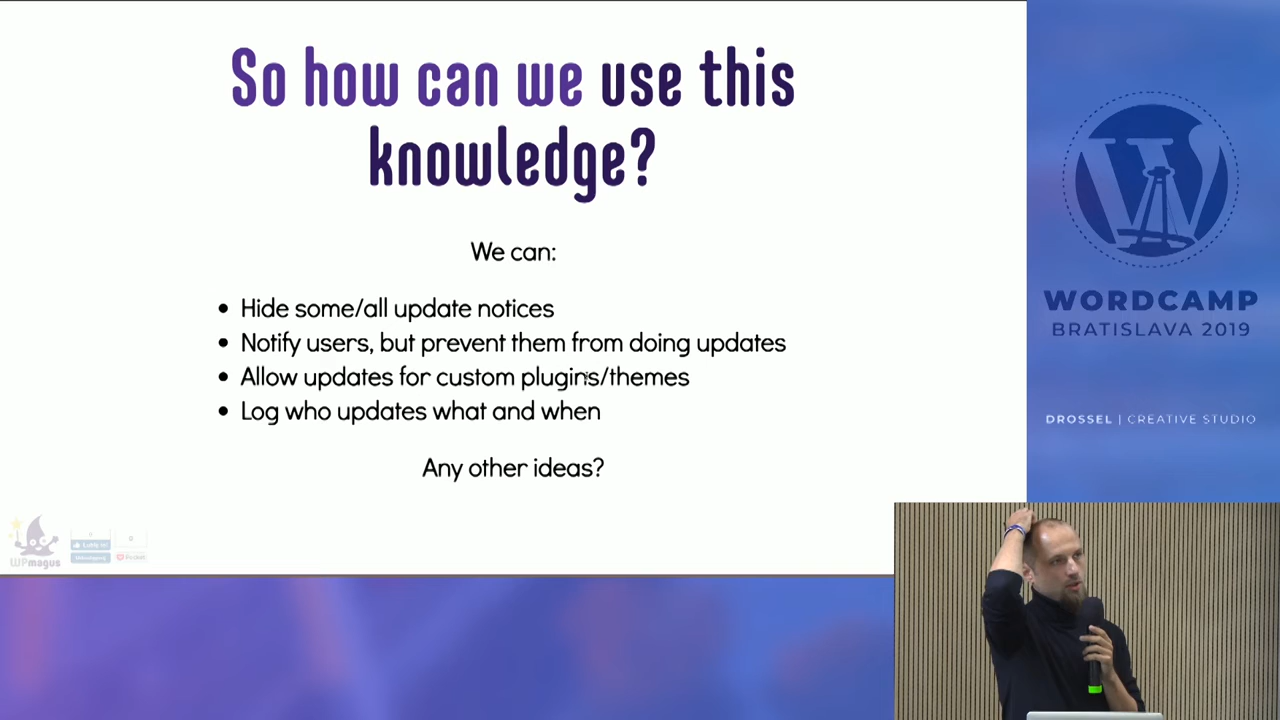 So how can we use this
knowledge?
We can:
Hide some/all update notices
Notify users, but prevent them from doing updates
Allow updates for custom plugins/themes
Log who updates what and when
Any other ideas?
WPmagus
WORDCAMP
BRATISLAVA 2019
DROSSEL | CREATIVE STUDIO